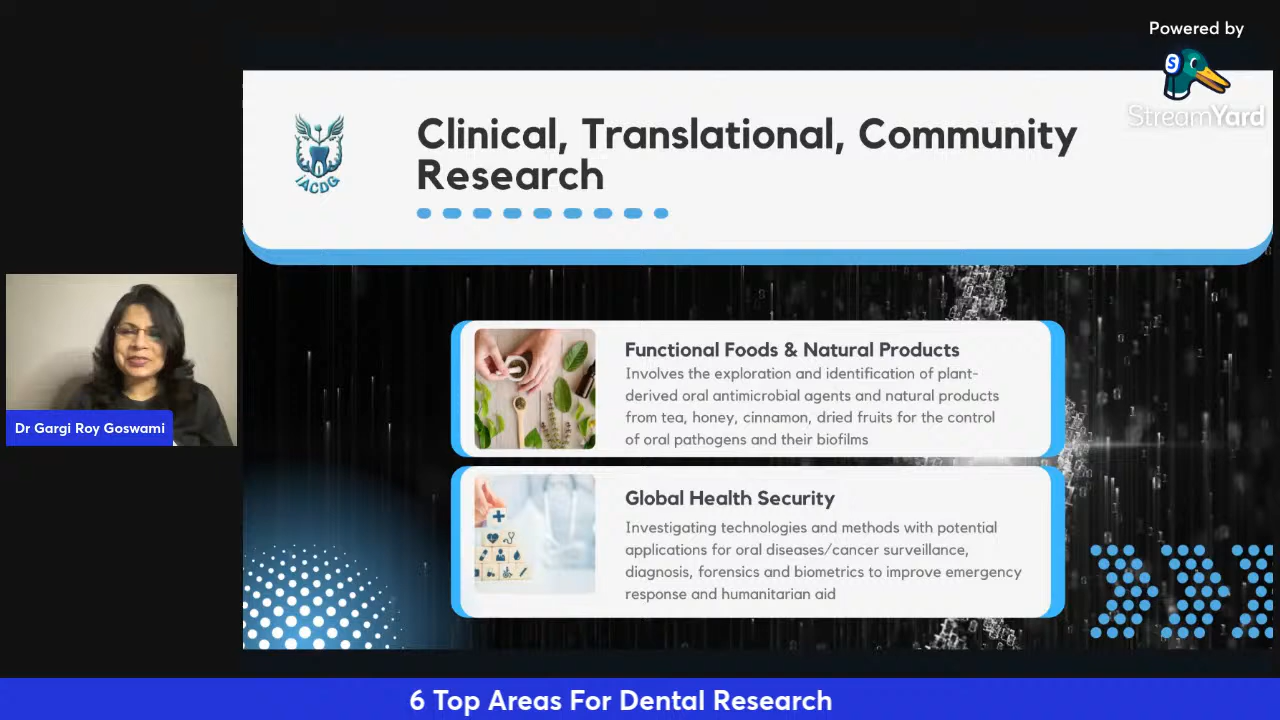 Powered by
S
StreamYard
iACDG
Clinical, Translational, Community
Research
Functional Foods & Natural Products
Involves the exploration and identification of plant-
derived oral antimicrobial agents and natural products
from tea, honey, cinnamon, dried fruits for the control
of oral pathogens and their biofilms
Global Health Security
Investigating technologies and methods with potential
applications for oral diseases/cancer surveillance,
diagnosis, forensics and biometrics to improve emergency
response and humanitarian aid
Dr Gargi Roy Goswami
6 Top Areas For Dental Research